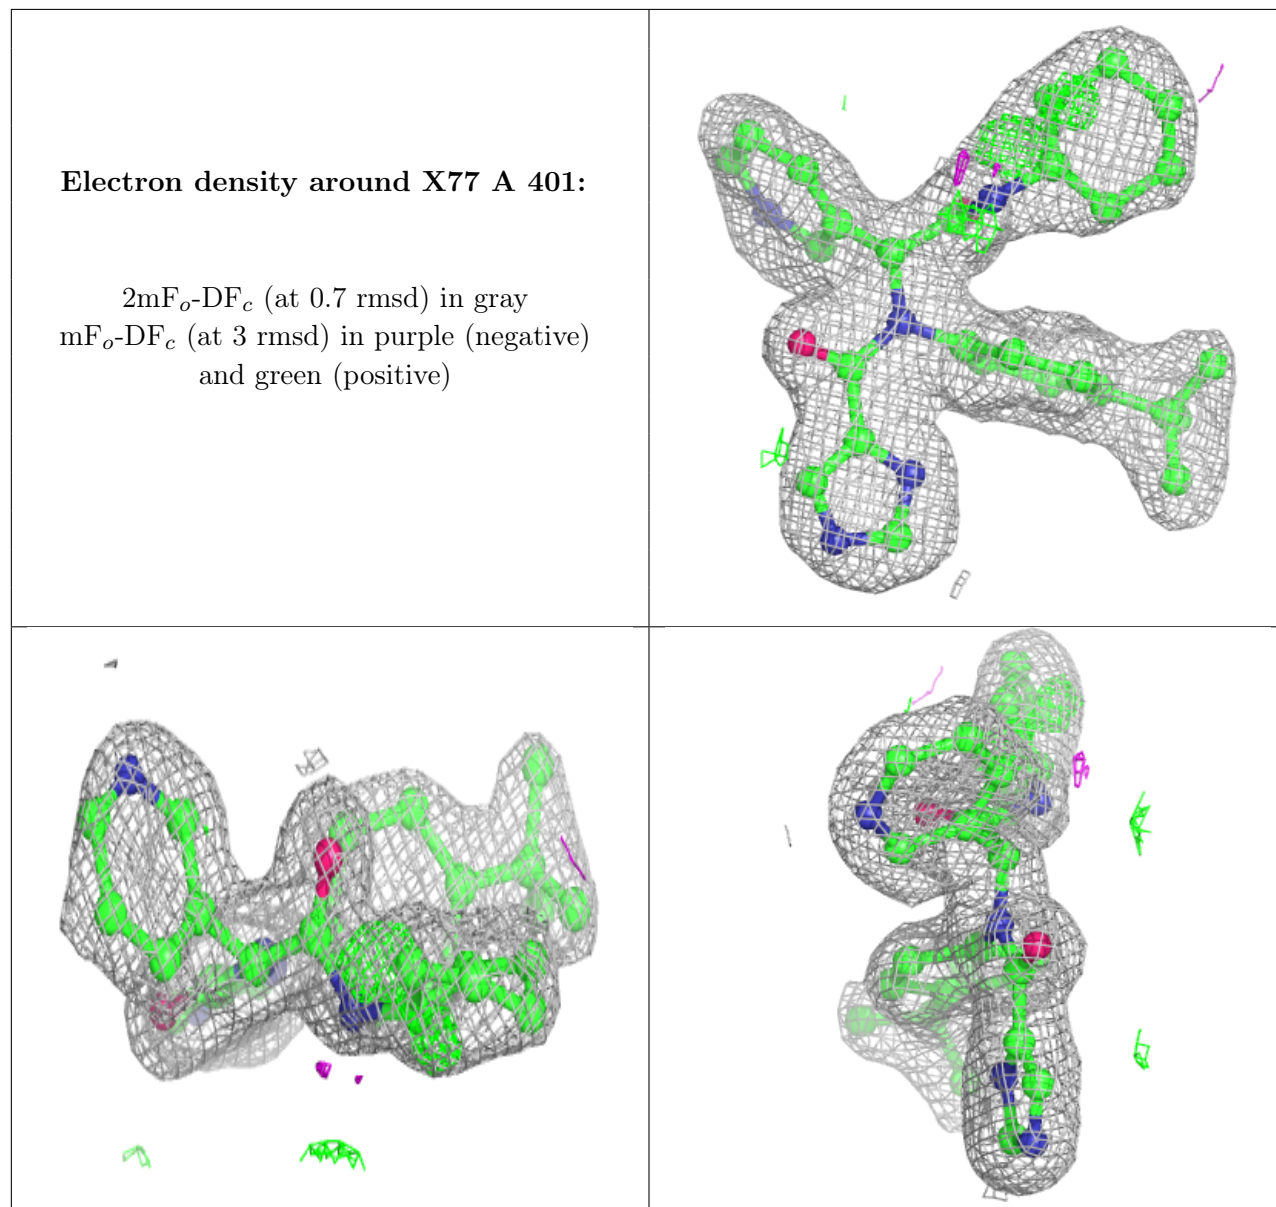 Electron density around X77 A 401:
2mFₒ-DF𝒸 (at 0.7 rmsd) in gray
mFₒ-DF𝒸 (at 3 rmsd) in purple (negative)
and green (positive)